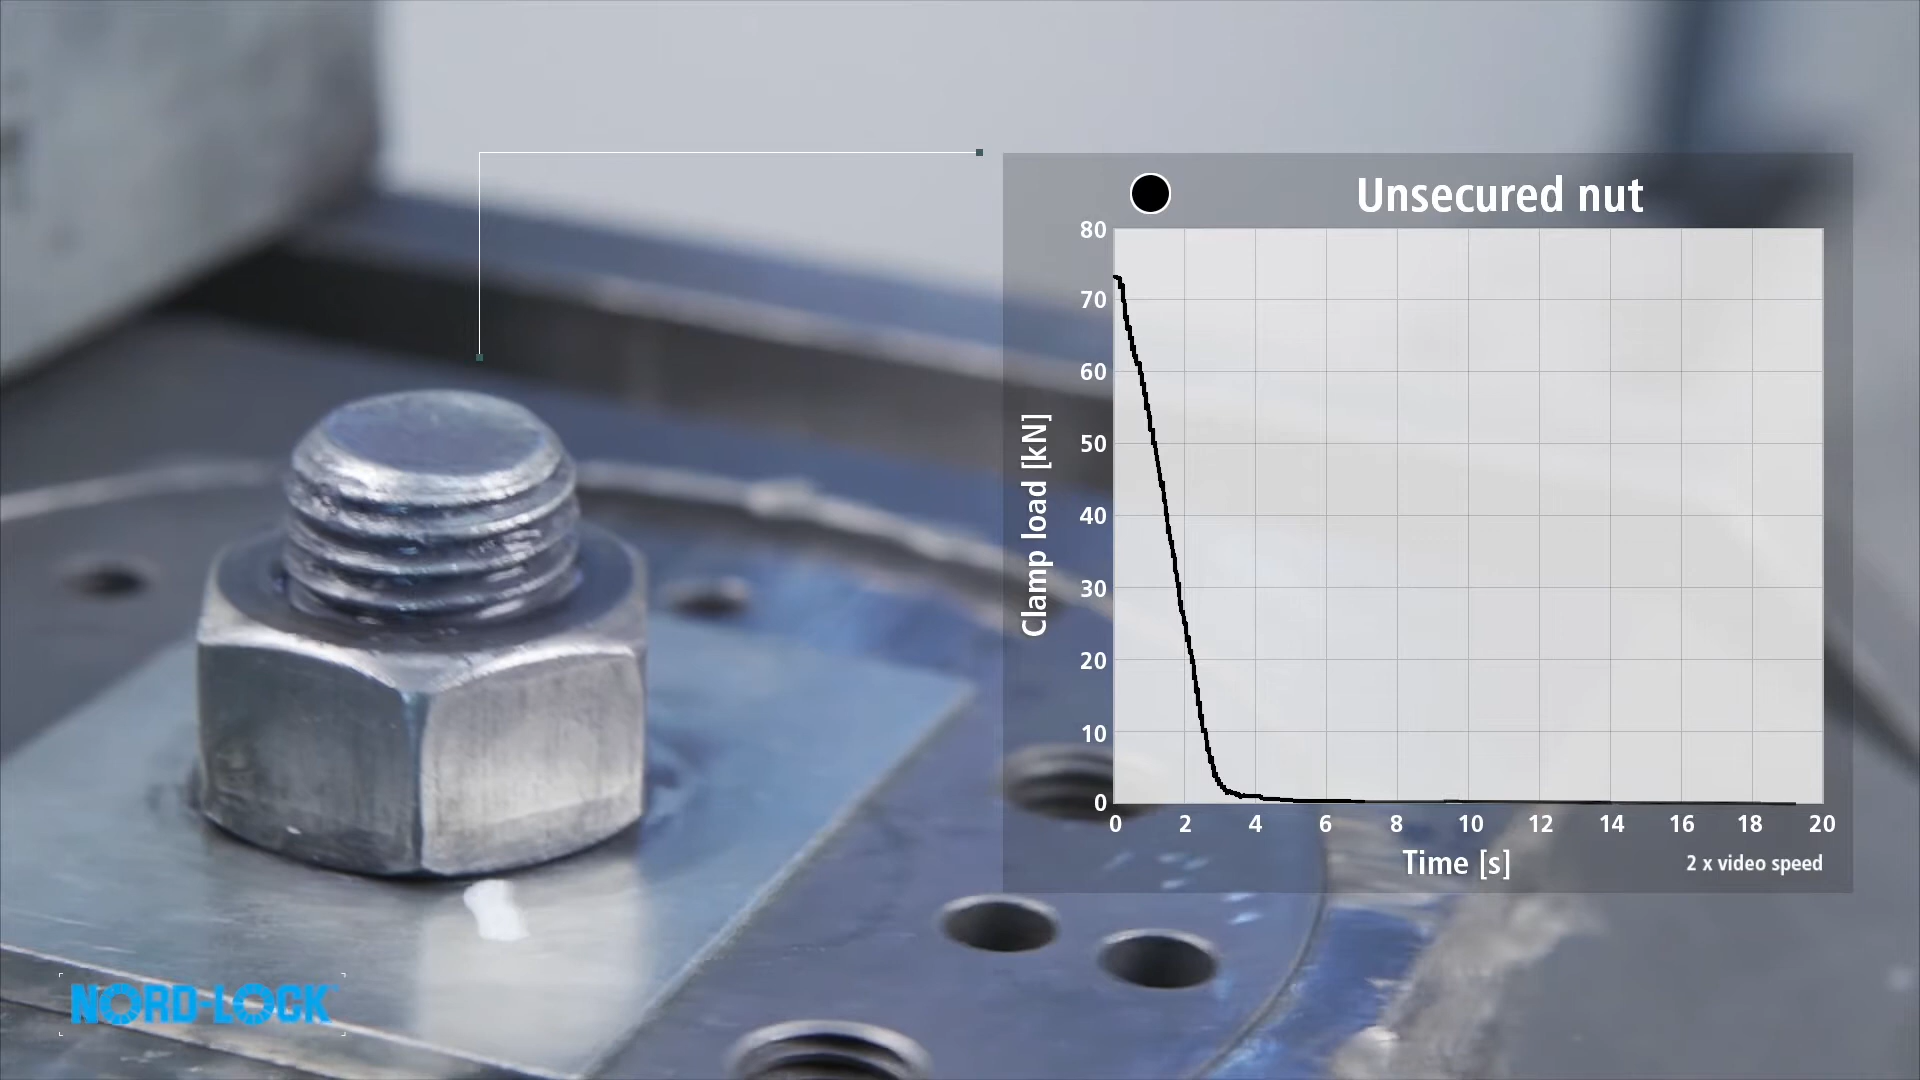 Unsecured nut
80
70
60
50
40
30
20
10
0
Clamp load [kN]
0 2 4 6 8 10 12 14 16 18 20
Time [s]
2 x video speed
NORD-LOCK™